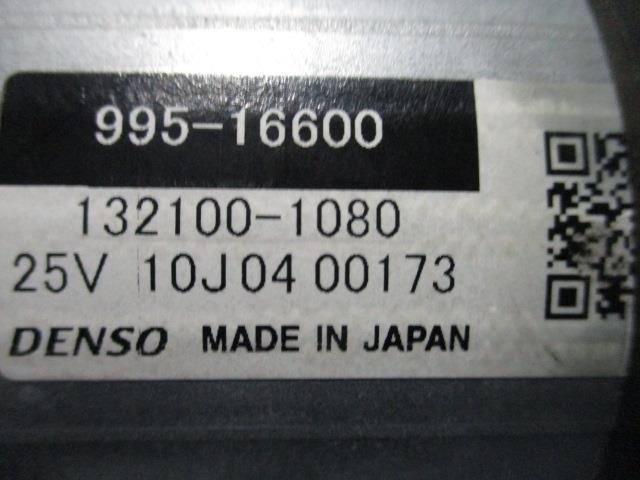 995-16600
132100-1080
25V 10J04 00173
DENSO MADE IN JAPAN